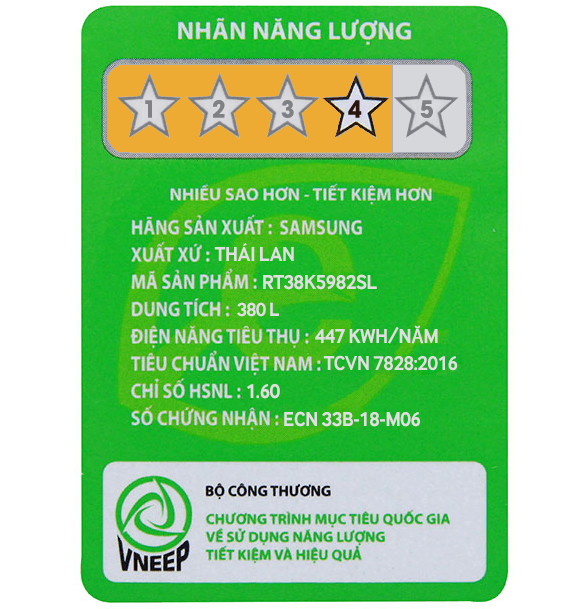 NHÃN NĂNG LƯỢNG
1 2 3 4 5
NHIỀU SAO HƠN - TIẾT KIỆM HƠN
HÃNG SẢN XUẤT : SAMSUNG
XUẤT XỨ : THÁI LAN
MÃ SẢN PHẨM : RT38K5982SL
DUNG TÍCH : 380 L
ĐIỆN NĂNG TIÊU THỤ : 447 KWH/NĂM
TIÊU CHUẨN VIỆT NAM : TCVN 7828:2016
CHỈ SỐ HSNL : 1.60
SỐ CHỨNG NHẬN : ECN 33B-18-M06
BỘ CÔNG THƯƠNG
CHƯƠNG TRÌNH MỤC TIÊU QUỐC GIA
VỀ SỬ DỤNG NĂNG LƯỢNG
TIẾT KIỆM VÀ HIỆU QUẢ
VNEEP